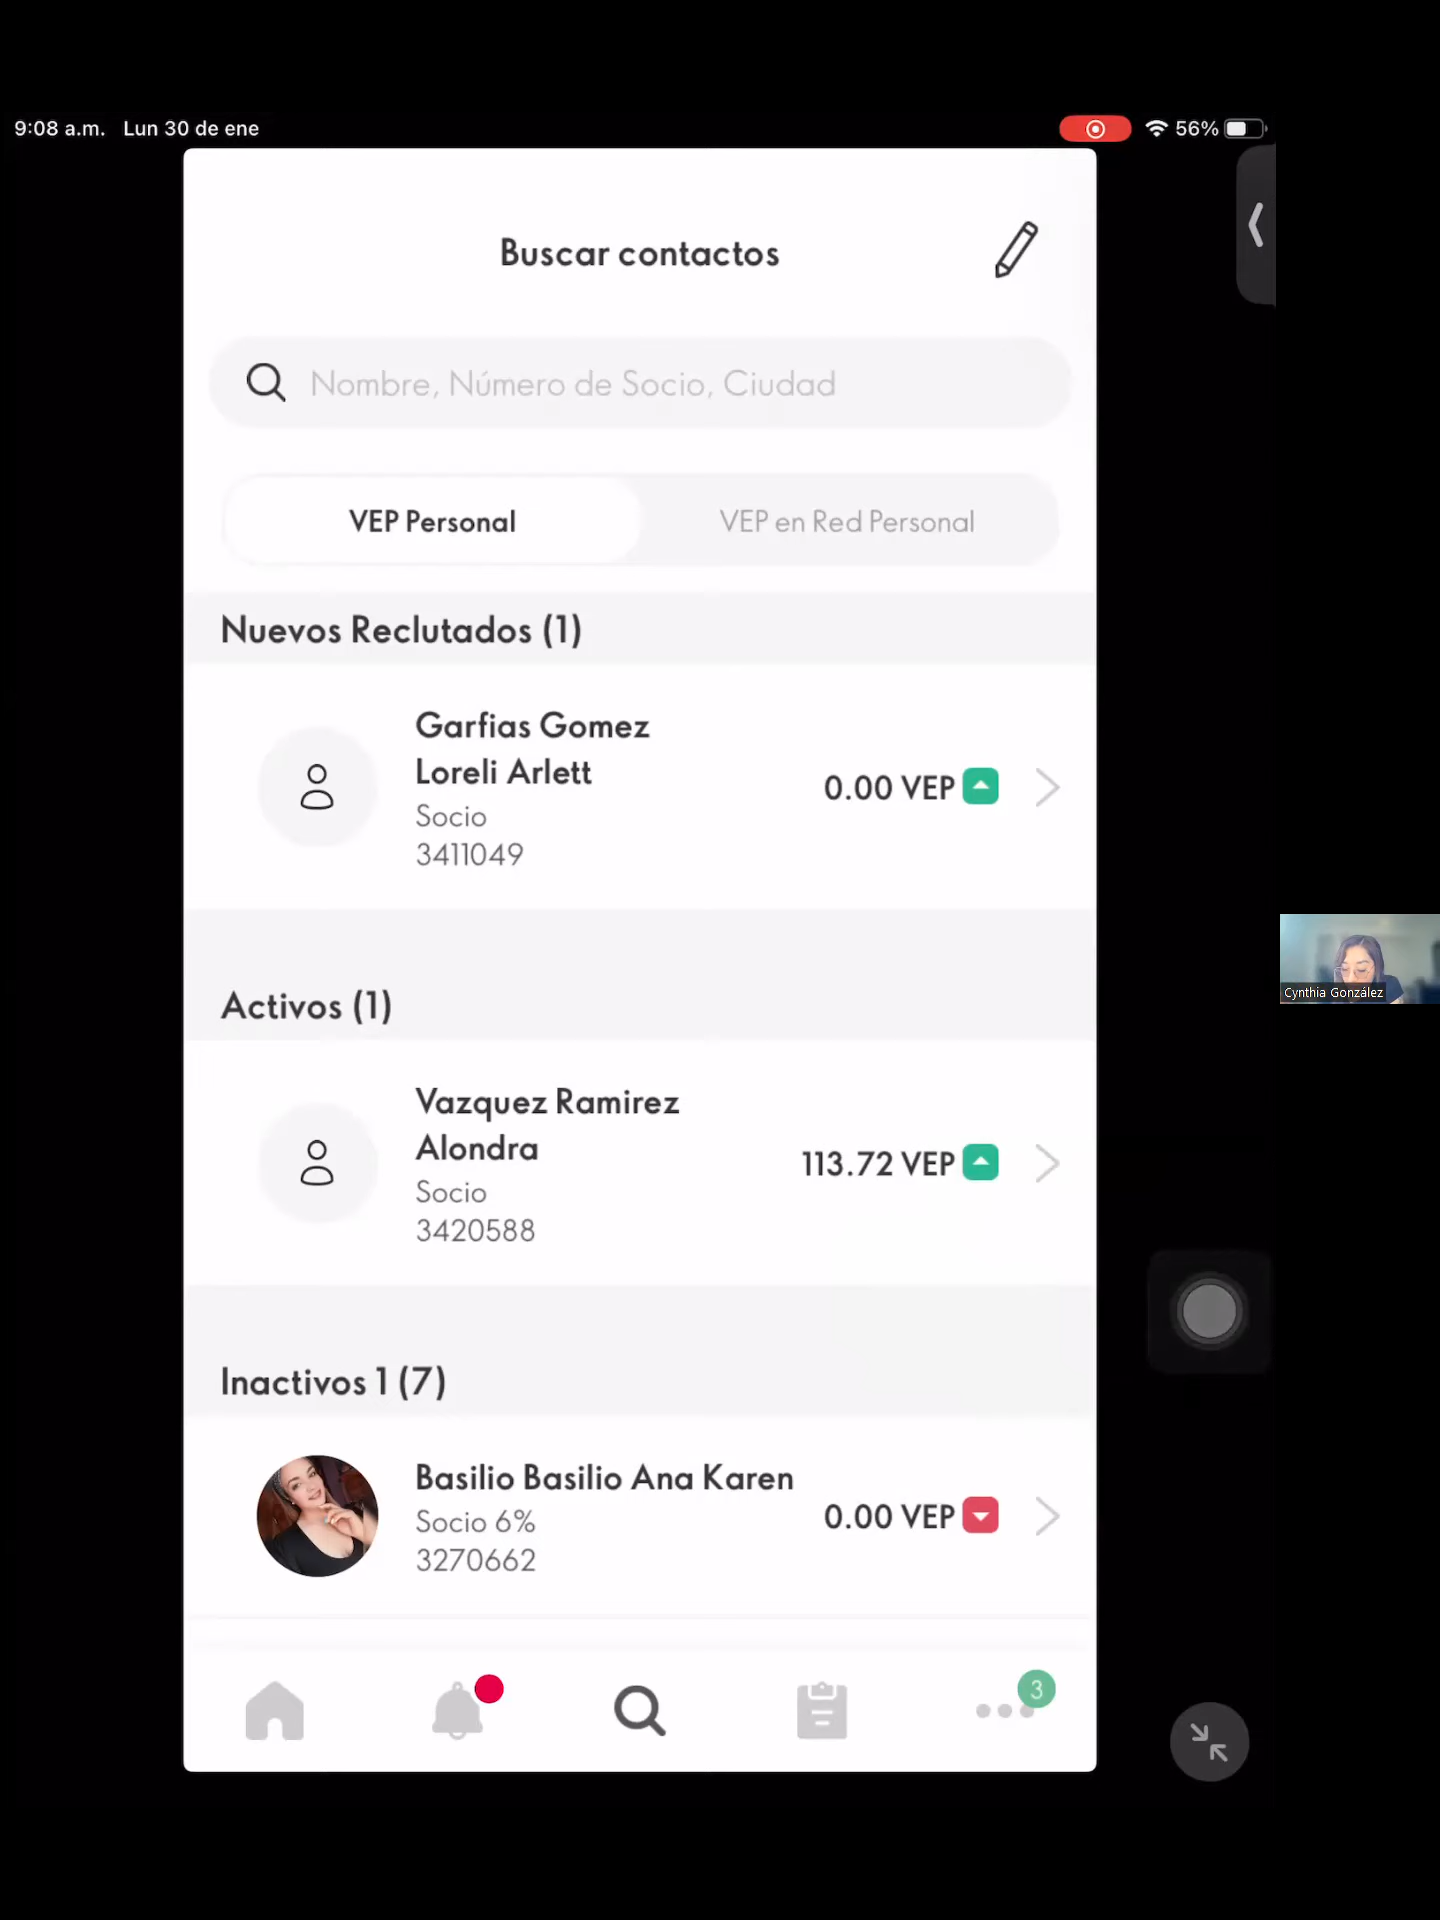 9:08 a.m. Lun 30 de ene
56%
Buscar contactos
Nombre, Número de Socio, Ciudad
VEP Personal
VEP en Red Personal
Nuevos Reclutados (1)
Garfias Gomez
Loreli Arlett
Socio
3411049
0.00 VEP
Activos (1)
Vazquez Ramirez
Alondra
Socio
3420588
113.72 VEP
Inactivos 1 (7)
Basilio Basilio Ana Karen
Socio 6%
3270662
0.00 VEP
3
Cynthia González